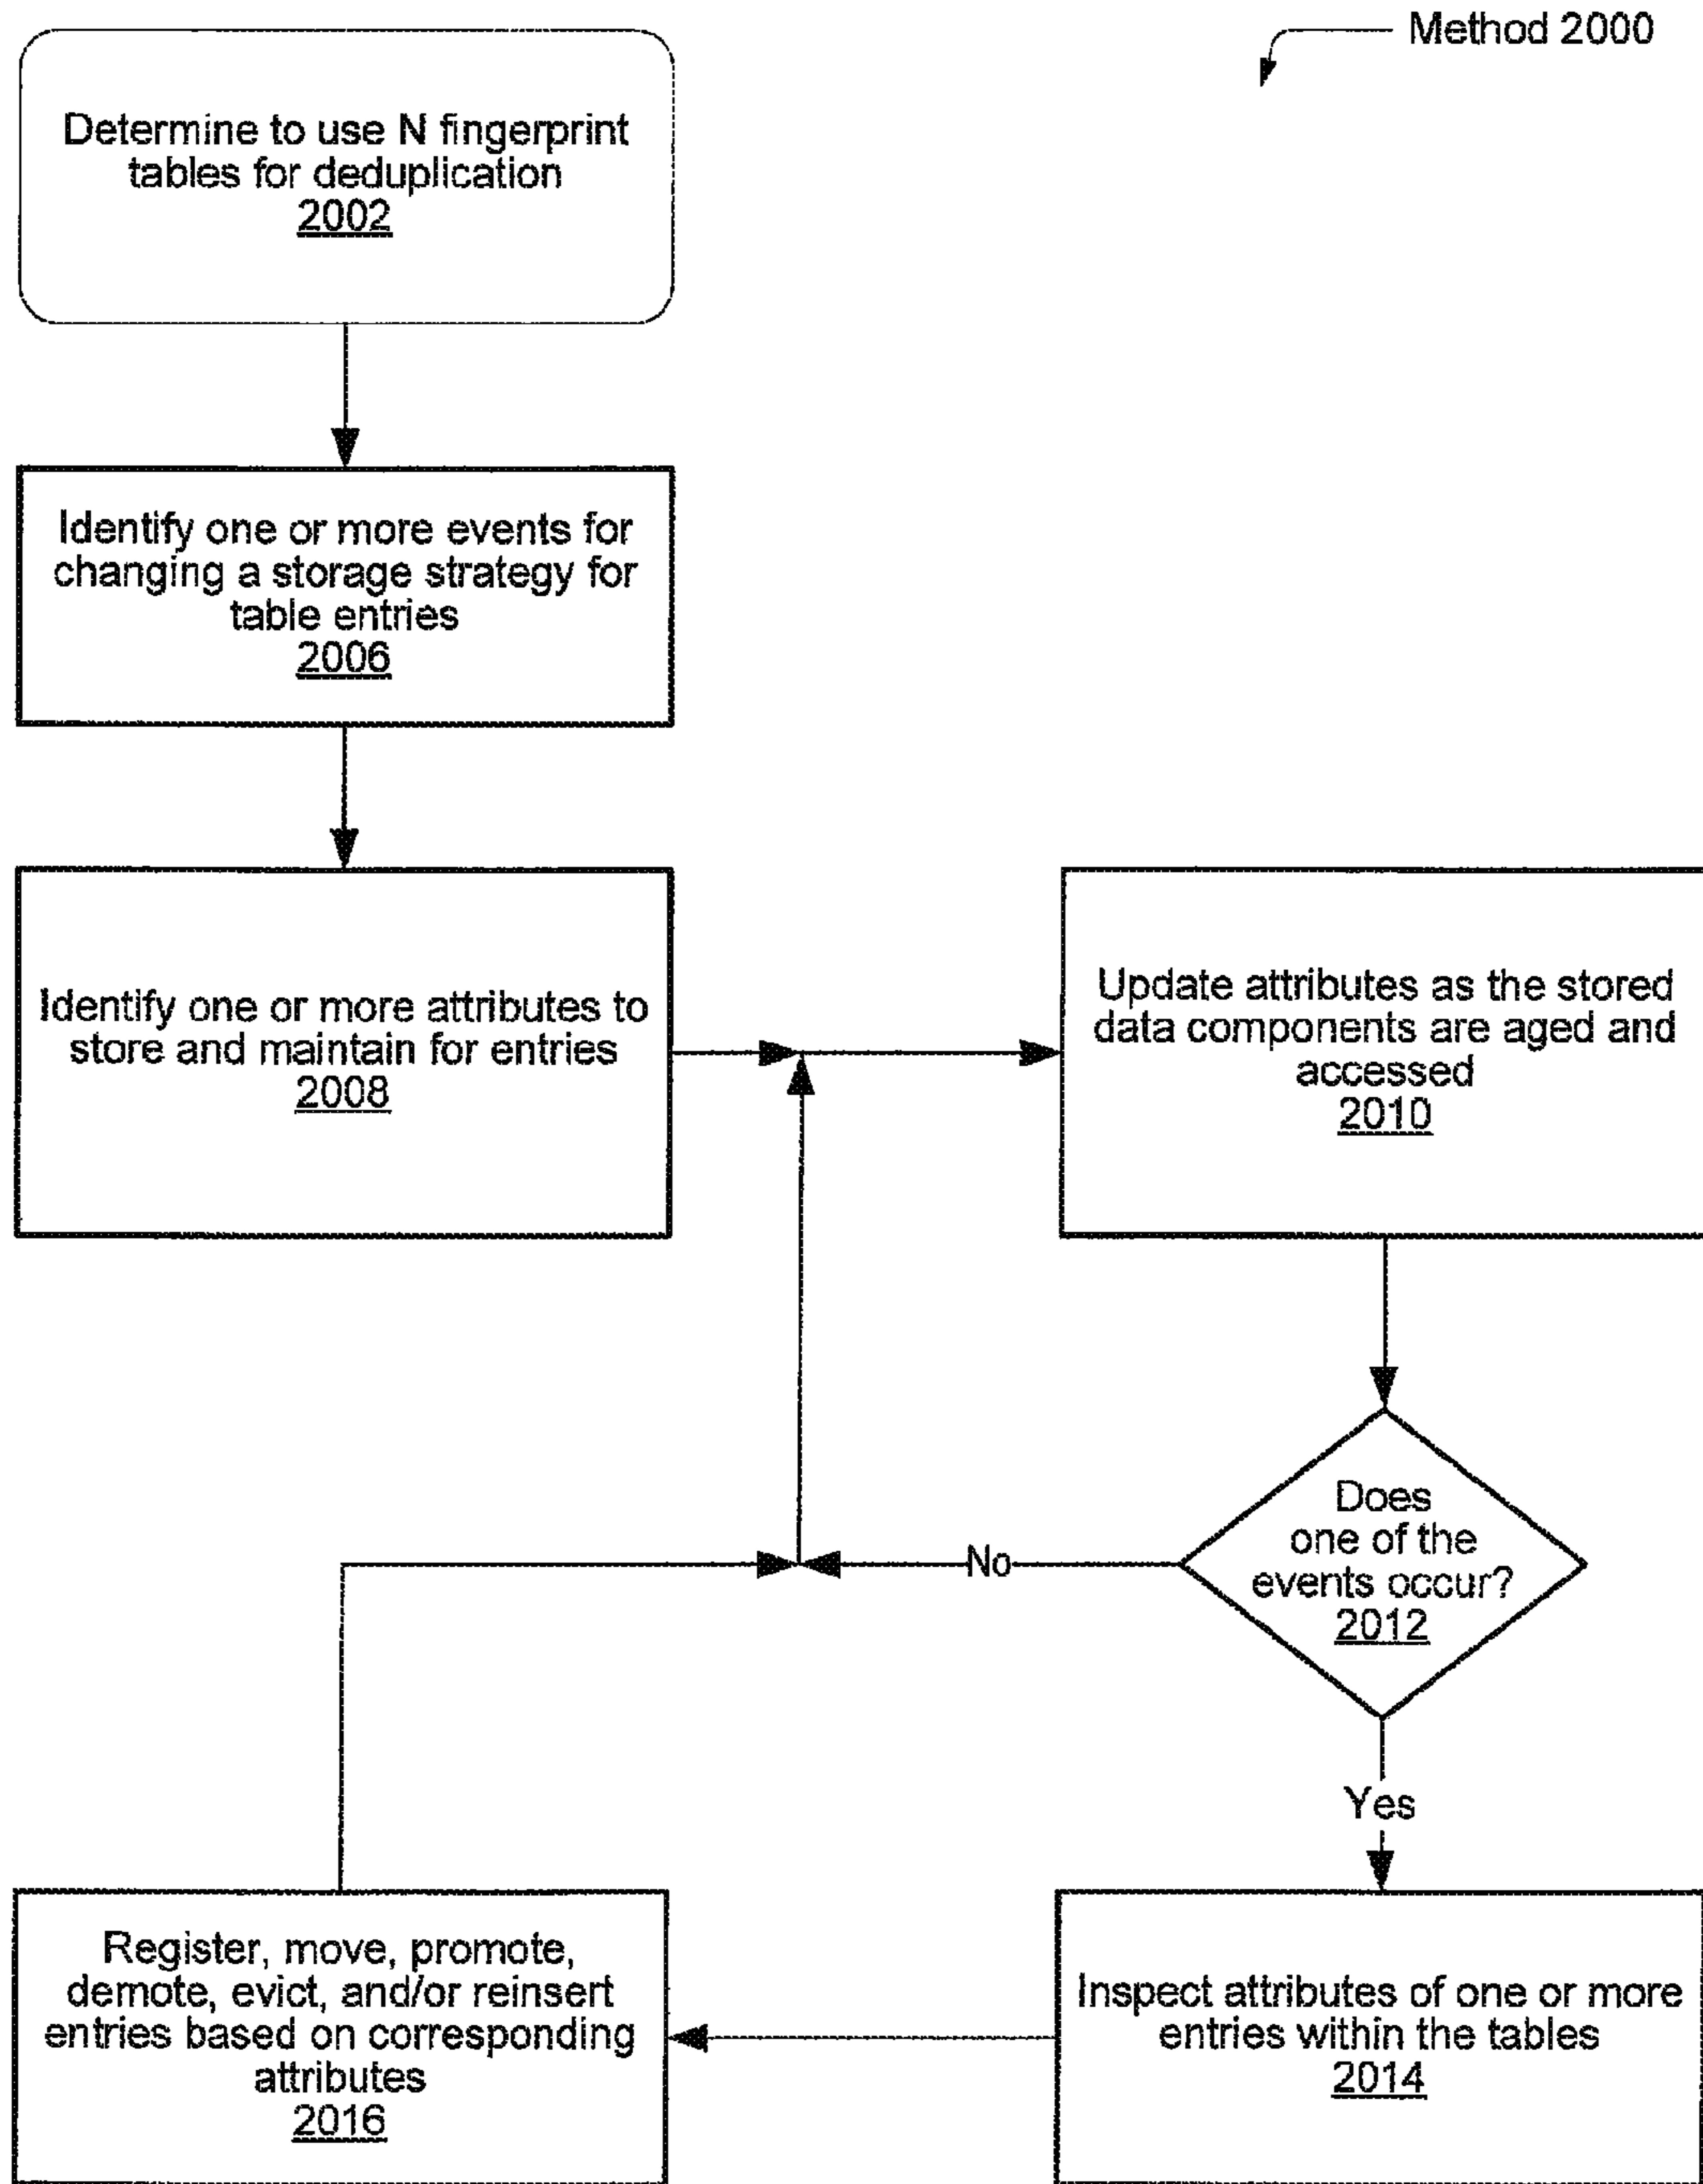 Method 2000
Determine to use N fingerprint
tables for deduplication
2002
Identify one or more events for
changing a storage strategy for
table entries
2006
Identify one or more attributes to
store and maintain for entries
2008
Update attributes as the stored
data components are aged and
accessed
2010
Does
one of the
events occur?
2012
No
Yes
Inspect attributes of one or more
entries within the tables
2014
Register, move, promote,
demote, evict, and/or reinsert
entries based on corresponding
attributes
2016